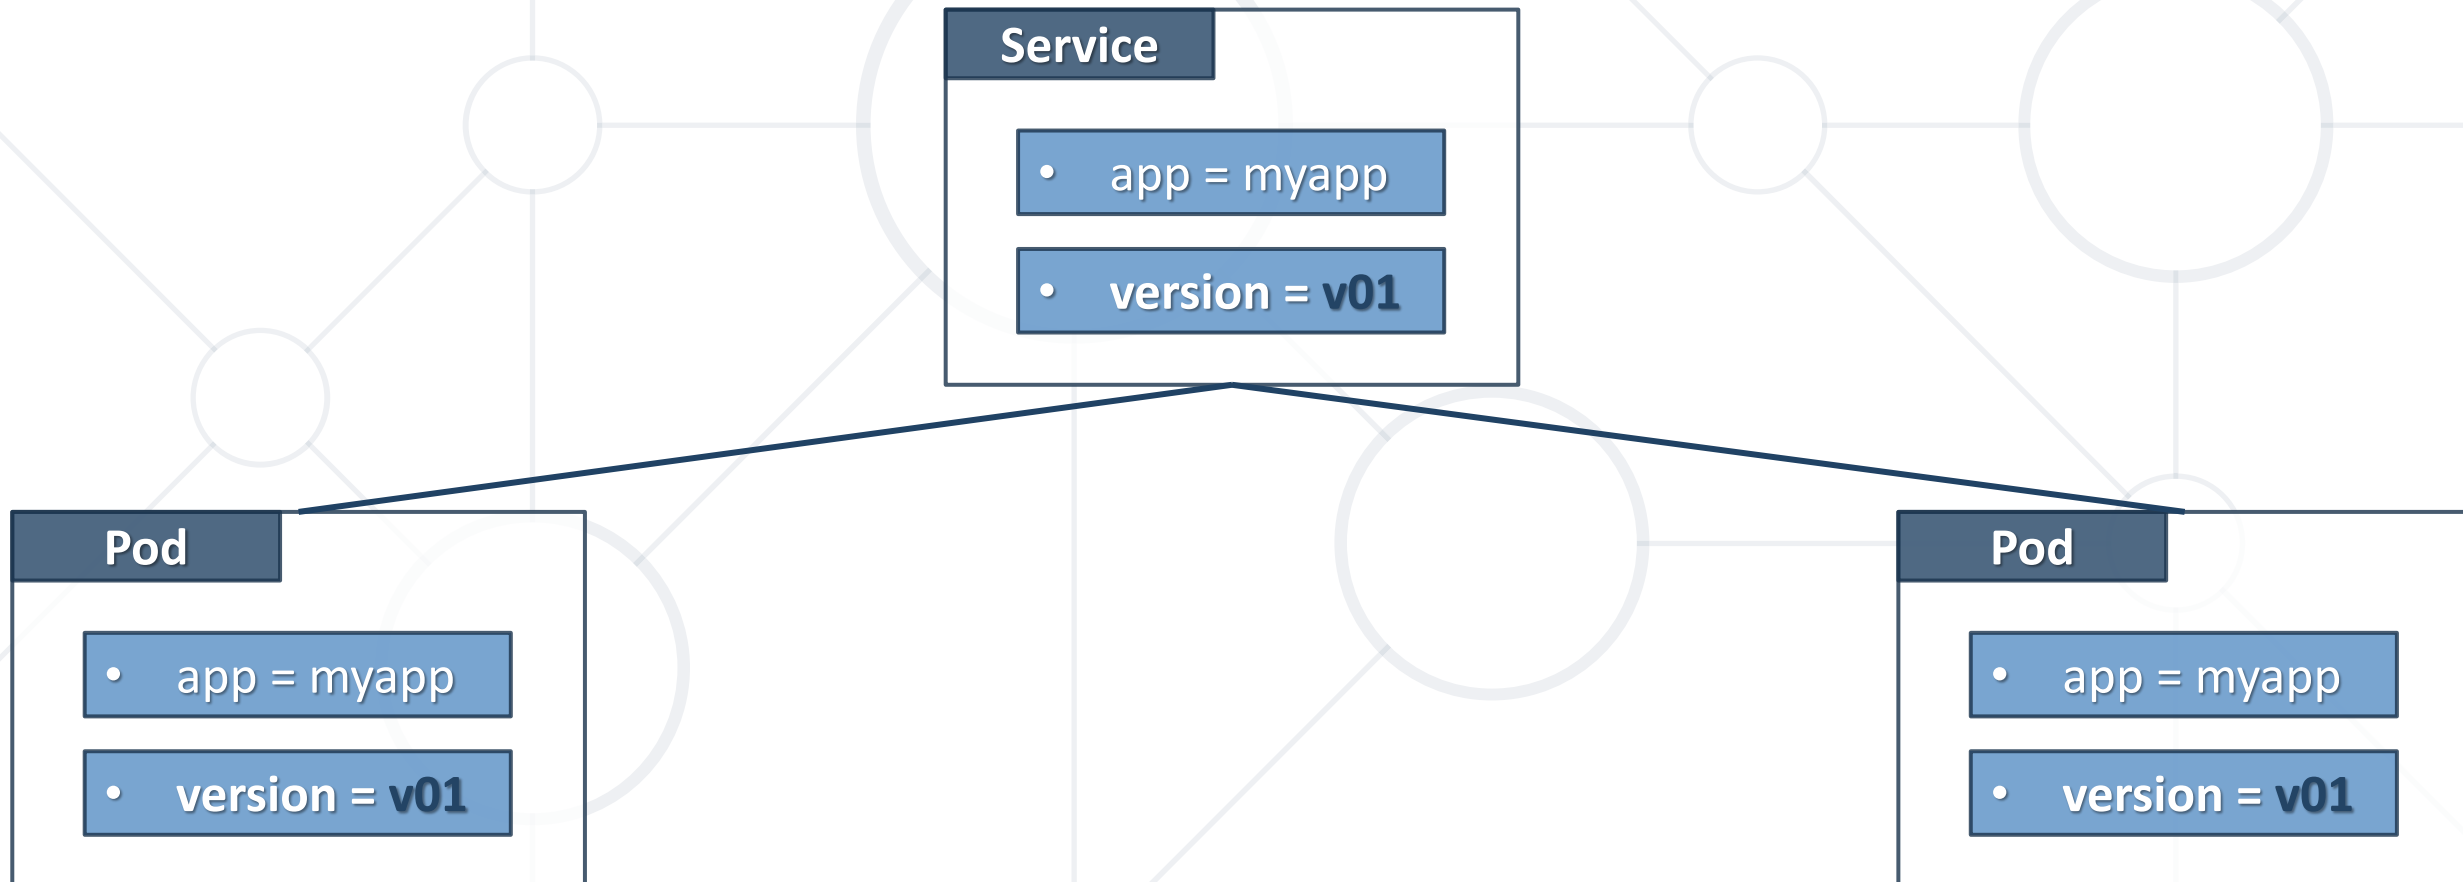 Service
• app = myapp
• version = v01
Pod
• app = myapp
• version = v01
Pod
• app = myapp
• version = v01